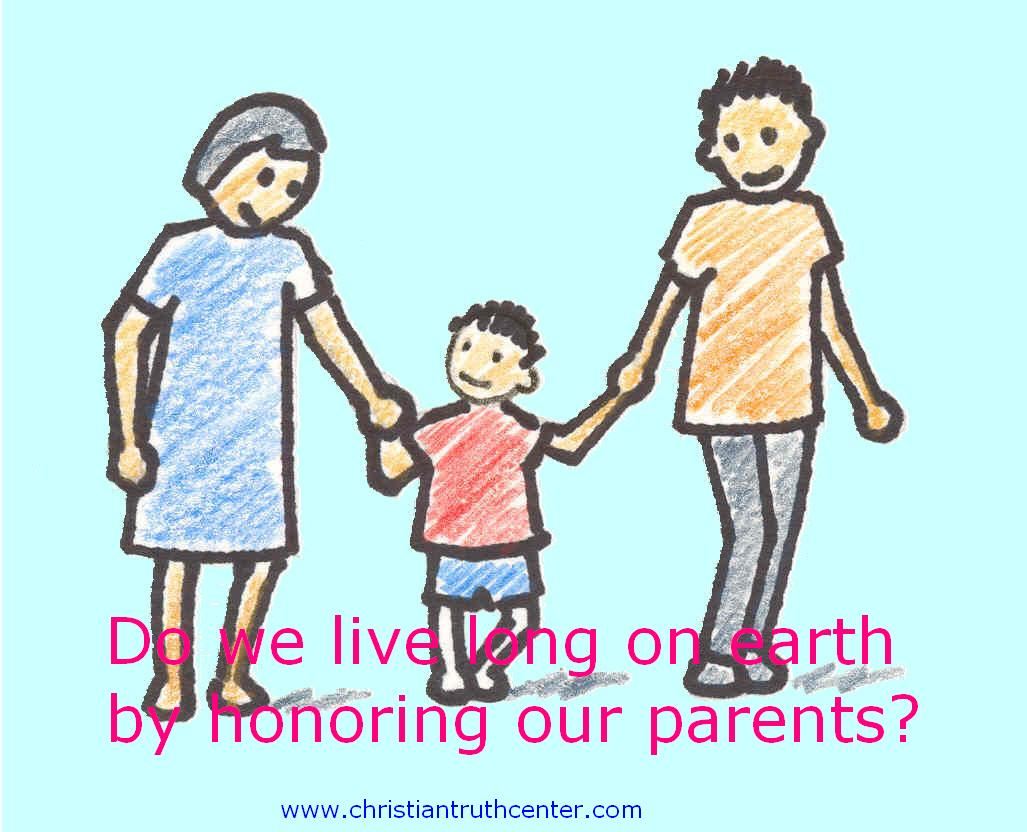 Do we live long on earth
by honoring our parents?
www.christiantruthcenter.com